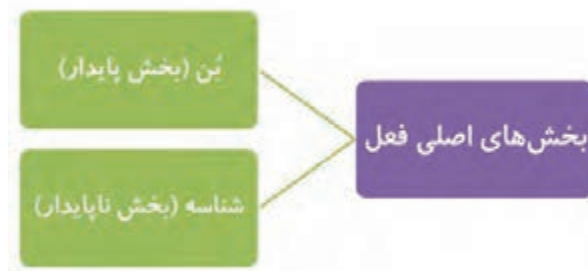 بخش‌های اصلی فعل
بُن (بخش پایدار)
شناسه (بخش ناپایدار)